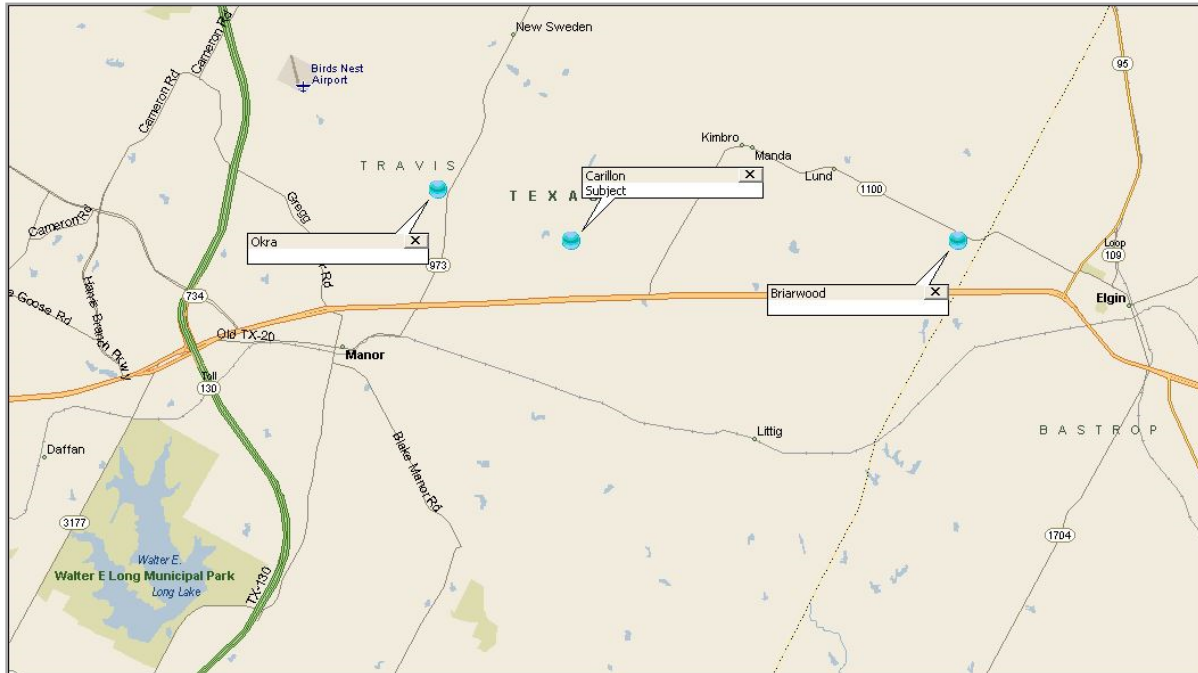 New Sweden
Cameron Rd
Birds Nest
Airport
95
Cameron Rd
Kimbro
Manda
TRAVIS
Lund
Carillon
Subject
TEXAS
1100
Gregg
Cameron Rd
Okra
Loop
109
973
734
Harris Branch Pkwy
Goose Rd
Briarwood
Elgin
Old TX-20
Manor
Toll
130
Littig
BASTROP
Daffan
Blake-Manor Rd
3177
1704
Walter E.
Walter E Long Municipal Park
Long Lake
TX-130